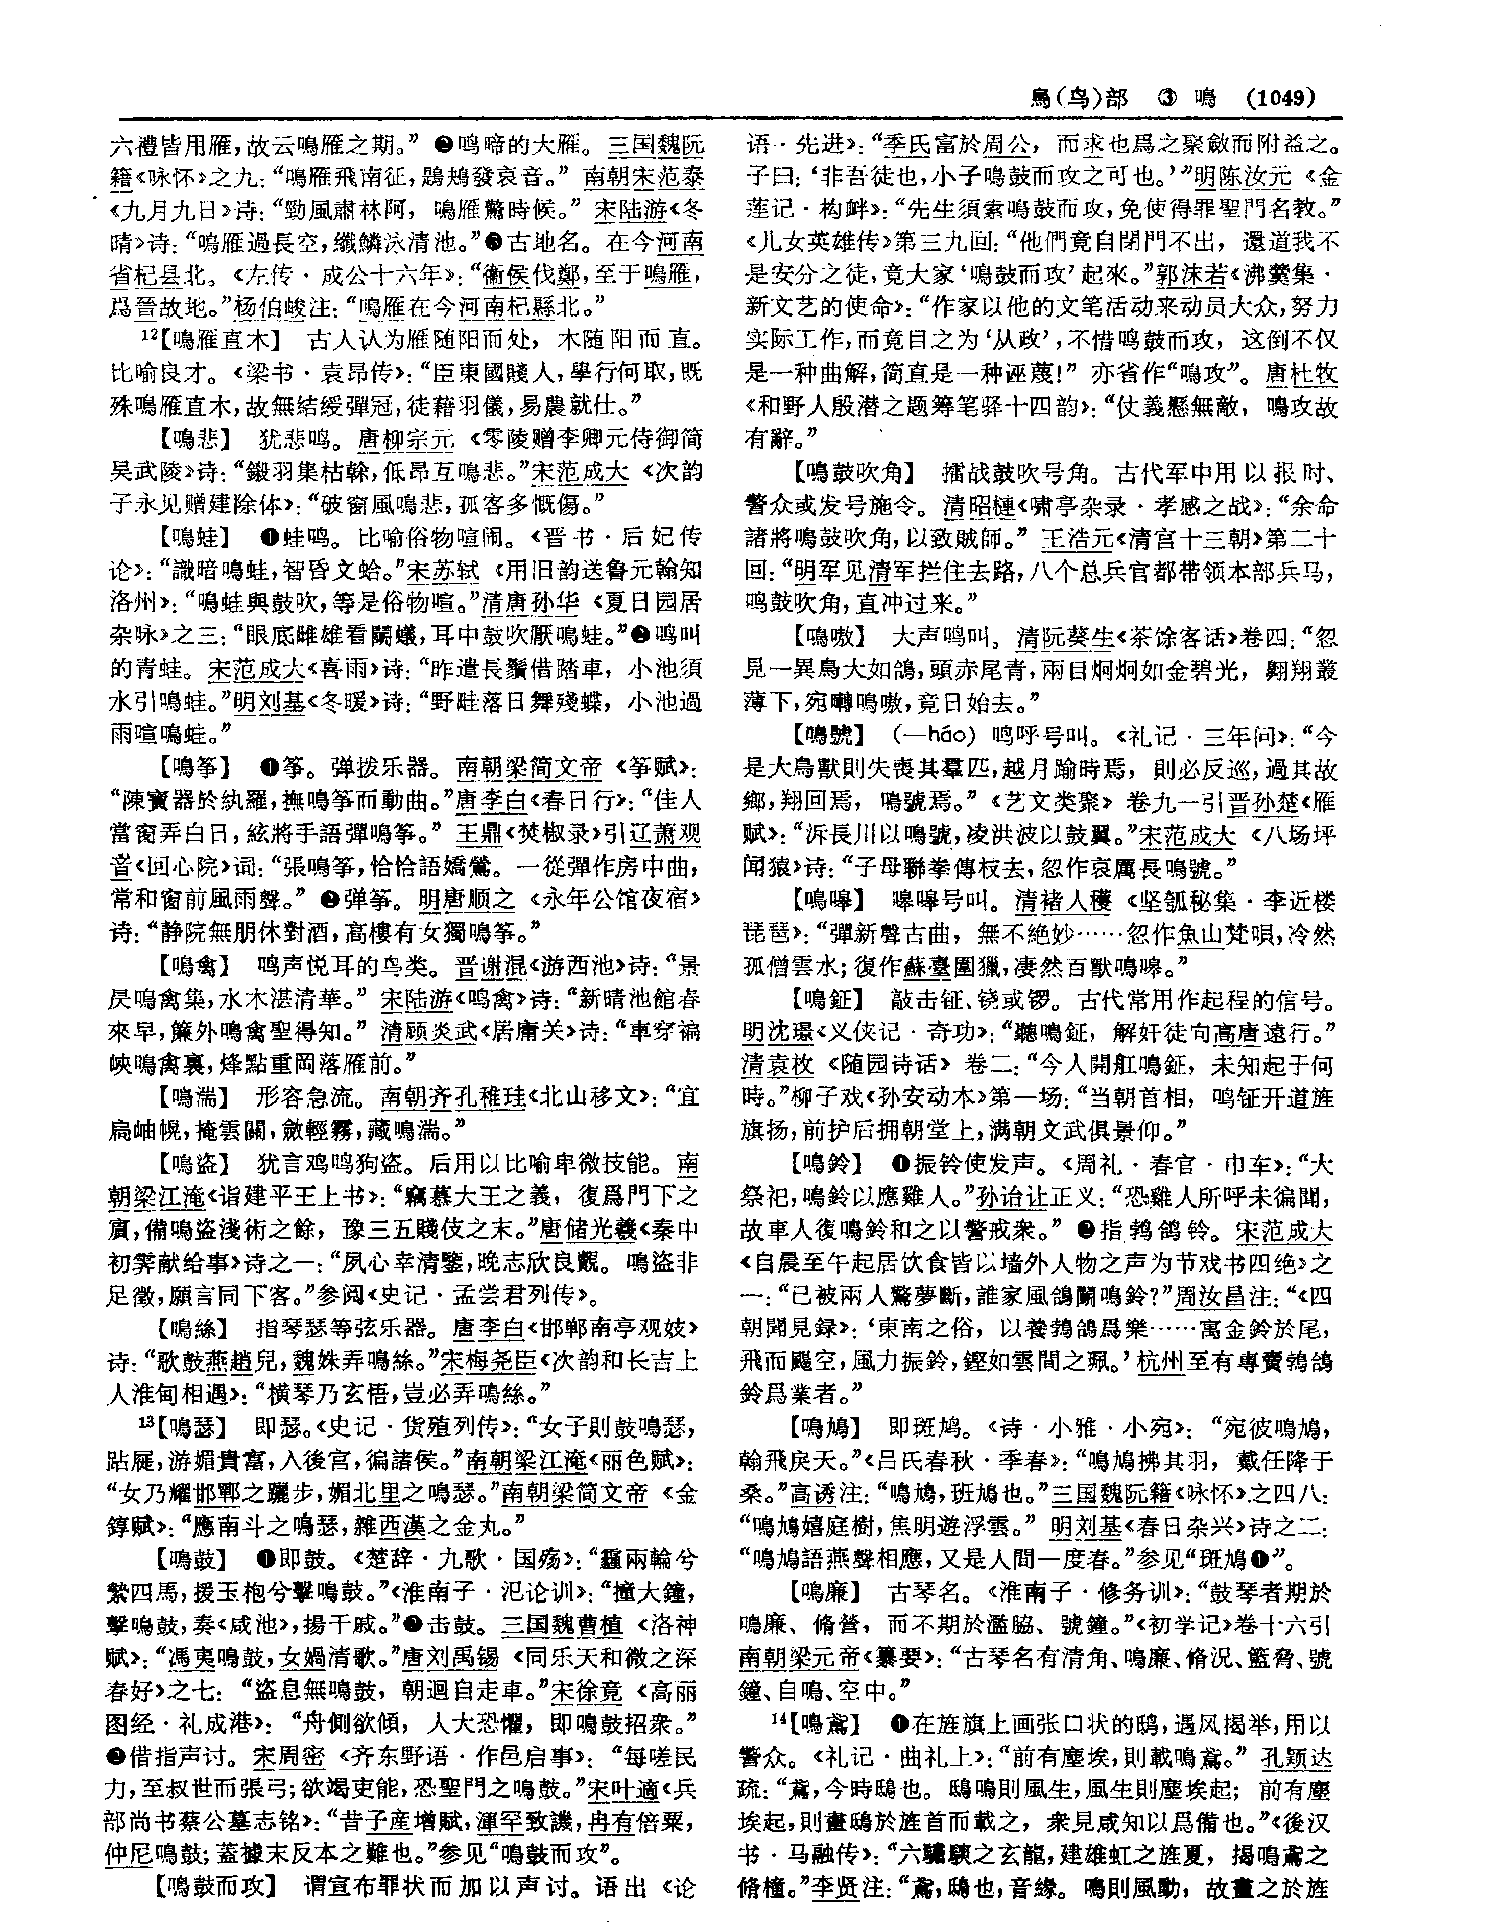 鳥(鸟)部　③　鳴　(1049)
六禮皆用雁，故云鳴雁之期。”❷鸣啼的大雁。三国魏阮
籍《咏怀》之九：“鳴雁飛南征，鶗鴂發哀音。”南朝宋范泰
《九月九日》诗：“勁風肅林阿，鳴雁驚時候。”宋陆游《冬
晴》诗：“鳴雁過長空，纖鱗泳清池。”❸古地名。在今河南
省杞县北。《左传·成公十六年》：“衛侯伐鄭，至于鳴雁，
爲晉故地。”杨伯峻注：“鳴雁在今河南杞縣北。”
¹²【鳴雁直木】　古人认为雁随阳而处，木随阳而直。
比喻良才。《梁书·袁昂传》：“臣東國賤人，學行何取，既
殊鳴雁直木，故無結綬彈冠，徒藉羽儀，易農就仕。”
【鳴悲】　犹悲鸣。唐柳宗元《零陵赠李卿元侍御简
吴武陵》诗：“鎩羽集枯榦，低昂互鳴悲。”宋范成大《次韵
子永见赠建除体》：“破窗風鳴悲，孤客多慨傷。”
【鳴蛙】　❶蛙鸣。比喻俗物喧闹。《晋书·后妃传
论》：“識暗鳴蛙，智昏文蛤。”宋苏轼《用旧韵送鲁元翰知
洛州》：“鳴蛙與鼓吹，等是俗物喧。”清唐孙华《夏日园居
杂咏》之三：“眼底雌雄看鬭蟻，耳中鼓吹厭鳴蛙。”❷鸣叫
的青蛙。宋范成大《喜雨》诗：“昨遣長鬚借踏車，小池須
水引鳴蛙。”明刘基《冬暖》诗：“野畦落日舞殘蝶，小池過
雨喧鳴蛙。”
【鳴筝】　❶筝。弹拨乐器。南朝梁简文帝《筝赋》：
“陳寶器於紈羅，撫鳴筝而動曲。”唐李白《春日行》：“佳人
當窗弄白日，絃將手語彈鳴筝。”王鼎《焚椒录》引辽萧观
音《回心院》词：“張鳴筝，恰恰語嬌鶯。一從彈作房中曲，
常和窗前風雨聲。”❷弹筝。明唐顺之《永年公馆夜宿》
诗：“静院無朋休對酒，高樓有女獨鳴筝。”
【鳴禽】　鸣声悦耳的鸟类。晋谢混《游西池》诗：“景
昃鳴禽集，水木湛清華。”宋陆游《鸣禽》诗：“新晴池館春
來早，簾外鳴禽聖得知。”清顾炎武《居庸关》诗：“車穿褊
峽鳴禽裏，烽點重岡落雁前。”
【鳴湍】　形容急流。南朝齐孔稚珪《北山移文》：“宜
扃岫幌，掩雲關，斂輕霧，藏鳴湍。”
【鳴盗】　犹言鸡鸣狗盗。后用以比喻卑微技能。南
朝梁江淹《诣建平王上书》：“竊慕大王之義，復爲門下之
賓，備鳴盗淺術之餘，豫三五賤伎之末。”唐储光羲《秦中
初霁献给事》诗之一：“夙心幸清鑒，晚志欣良覿。鳴盗非
足徵，願言同下客。”参阅《史记·孟尝君列传》。
【鳴絲】　指琴瑟等弦乐器。唐李白《邯郸南亭观妓》
诗：“歌鼓燕趙兒，魏姝弄鳴絲。”宋梅尧臣《次韵和长吉上
人淮甸相遇》：“横琴乃玄悟，豈必弄鳴絲。”
¹³【鳴瑟】　即瑟。《史记·货殖列传》：“女子則鼓鳴瑟，
跕屣，游媚貴富，入後宫，徧諸侯。”南朝梁江淹《丽色赋》：
“女乃耀邯鄲之躧步，媚北里之鳴瑟。”南朝梁简文帝《金
錞赋》：“應南斗之鳴瑟，雜西漢之金丸。”
【鳴鼓】　❶即鼓。《楚辞·九歌·国殇》：“霾兩輪兮
縶四馬，援玉枹兮擊鳴鼓。”《淮南子·氾论训》：“撞大鐘，
擊鳴鼓，奏《咸池》，揚干戚。”❷击鼓。三国魏曹植《洛神
赋》：“馮夷鳴鼓，女媧清歌。”唐刘禹锡《同乐天和微之深
春好》之七：“盗息無鳴鼓，朝迴自走車。”宋徐兢《高丽
图经·礼成港》：“舟側欲傾，人大恐懼，即鳴鼓招衆。”
❸借指声讨。宋周密《齐东野语·作邑启事》：“每嗟民
力，至叔世而張弓；欲竭吏能，恐聖門之鳴鼓。”宋叶適《兵
部尚书蔡公墓志铭》：“昔子産增賦，渾罕致譏，冉有倍粟，
仲尼鳴鼓；蓋據末反本之難也。”参见“鳴鼓而攻”。
【鳴鼓而攻】　谓宣布罪状而加以声讨。语出《论
语·先进》：“季氏富於周公，而求也爲之聚斂而附益之。
子曰：‘非吾徒也，小子鳴鼓而攻之可也。’”明陈汝元《金
莲记·构衅》：“先生須索鳴鼓而攻，免使得罪聖門名教。”
《儿女英雄传》第三九回：“他們竟自閉門不出，還道我不
是安分之徒，竟大家‘鳴鼓而攻’起來。”郭沫若《沸羹集·
新文艺的使命》：“作家以他的文笔活动来动员大众，努力
实际工作，而竟目之为‘从政’，不惜鸣鼓而攻，这倒不仅
是一种曲解，简直是一种诬蔑！”亦省作“鳴攻”。唐杜牧
《和野人殷潜之题筹笔驿十四韵》：“仗義懸無敵，鳴攻故
有辭。”
【鳴鼓吹角】　擂战鼓吹号角。古代军中用以报时、
警众或发号施令。清昭槤《啸亭杂录·孝感之战》：“余命
諸將鳴鼓吹角，以致賊師。”王浩元《清宫十三朝》第二十
回：“明军见清军拦住去路，八个总兵官都带领本部兵马，
鸣鼓吹角，直冲过来。”
【鳴嗷】　大声鸣叫。清阮葵生《茶馀客话》卷四：“忽
見一異鳥大如鴿，頭赤尾青，兩目炯炯如金碧光，翱翔叢
薄下，宛囀鳴嗷，竟日始去。”
【鳴號】　(—háo)　鸣呼号叫。《礼记·三年问》：“今
是大鳥獸則失喪其羣匹，越月踰時焉，則必反巡，過其故
鄉，翔回焉，鳴號焉。”《艺文类聚》卷九一引晋孙楚《雁
赋》：“泝長川以鳴號，凌洪波以鼓翼。”宋范成大《八场坪
闻猿》诗：“子母聯拳傳枝去，忽作哀厲長鳴號。”
【鳴嗥】　嗥嗥号叫。清褚人穫《坚瓠秘集·李近楼
琵琶》：“彈新聲古曲，無不絶妙……忽作魚山梵唄，冷然
孤僧雲水；復作蘇臺圍獵，凄然百獸鳴嗥。”
【鳴鉦】　敲击钲、铙或锣。古代常用作起程的信号。
明沈璟《义侠记·奇功》：“聽鳴鉦，解奸徒向高唐遠行。”
清袁枚《随园诗话》卷二：“今人開舡鳴鉦，未知起于何
時。”柳子戏《孙安动本》第一场：“当朝首相，鸣钲开道旌
旗扬，前护后拥朝堂上，满朝文武俱景仰。”
【鳴鈴】　❶振铃使发声。《周礼·春官·巾车》：“大
祭祀，鳴鈴以應雞人。”孙诒让正义：“恐雞人所呼未徧聞，
故車人復鳴鈴和之以警戒衆。”❷指鹁鸽铃。宋范成大
《自晨至午起居饮食皆以墙外人物之声为节戏书四绝》之
一：“已被兩人驚夢斷，誰家風鴿鬭鳴鈴？”周汝昌注：“《四
朝聞見録》：‘東南之俗，以養鵓鴿爲樂……寓金鈴於尾，
飛而颺空，風力振鈴，鏗如雲間之珮。’杭州至有專賣鵓鴿
鈴爲業者。”
【鳴鳩】　即斑鸠。《诗·小雅·小宛》：“宛彼鳴鳩，
翰飛戾天。”《吕氏春秋·季春》：“鳴鳩拂其羽，戴任降于
桑。”高诱注：“鳴鳩，班鳩也。”三国魏阮籍《咏怀》之四八：
“鳴鳩嬉庭樹，焦明遊浮雲。”明刘基《春日杂兴》诗之二：
“鳴鳩語燕聲相應，又是人間一度春。”参见“斑鳩❶”。
【鳴廉】　古琴名。《淮南子·修务训》：“鼓琴者期於
鳴廉、脩營，而不期於濫脇、號鐘。”《初学记》卷十六引
南朝梁元帝《纂要》：“古琴名有清角、鳴廉、脩況、籃脅、號
鐘、自鳴、空中。”
¹⁴【鳴鳶】　❶在旌旗上画张口状的鸱，遇风揭举，用以
警众。《礼记·曲礼上》：“前有塵埃，則載鳴鳶。”孔颖达
疏：“鳶，今時鴟也。鴟鳴則風生，風生則塵埃起；前有塵
埃起，則畫鴟於旌首而載之，衆見咸知以爲備也。”《後汉
书·马融传》：“六驌驦之玄龍，建雄虹之旌夏，揭鳴鳶之
脩橦。”李贤注：“鳶，鴟也，音緣。鳴則風動，故畫之於旌